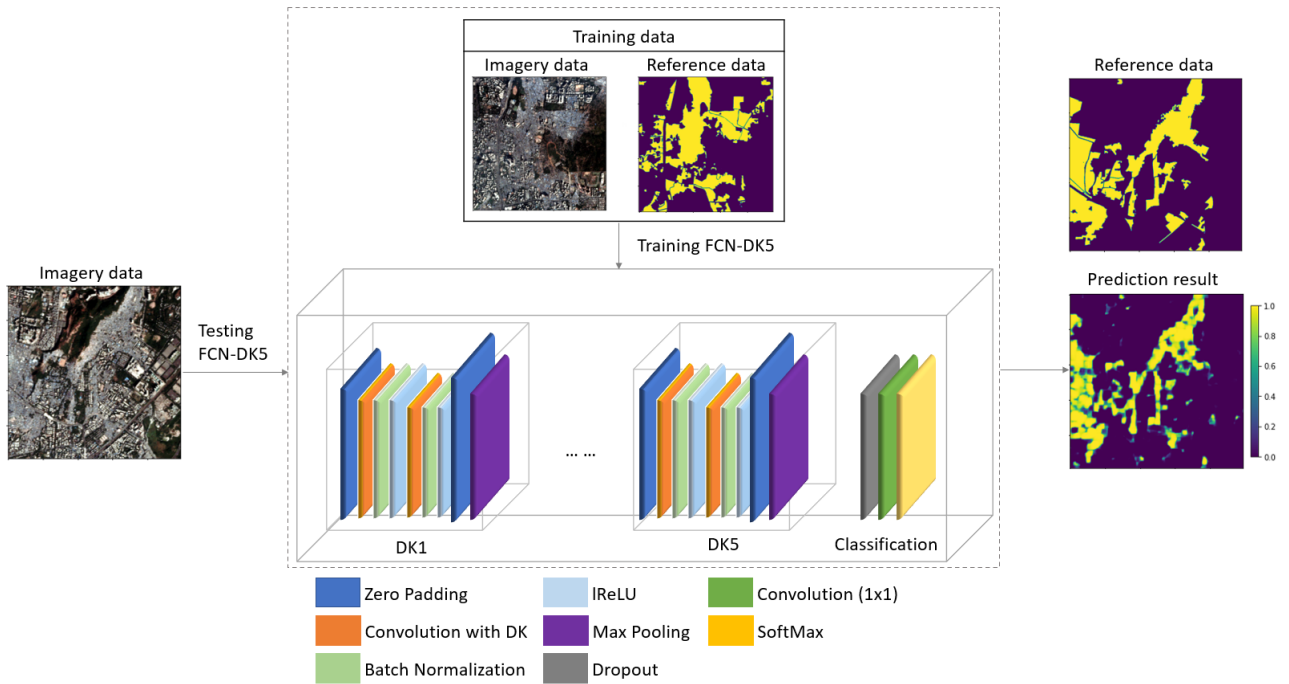 Training data
Imagery data
Reference data
Reference data
Training FCN-DK5
Imagery data
Prediction result
Testing
FCN-DK5
1.0
0.8
0.6
0.4
0.2
0.0
... ...
DK1
DK5
Classification
Zero Padding
lReLU
Convolution (1x1)
Convolution with DK
Max Pooling
SoftMax
Batch Normalization
Dropout